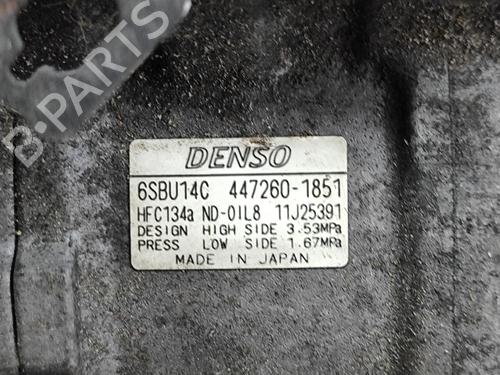 B-PARTS
DENSO
6SBU14C 447260-1851
HFC134a ND-OIL8 11J25391
DESIGN HIGH SIDE 3.53MPa
PRESS LOW SIDE 1.67MPa
MADE IN JAPAN
B-PARTS